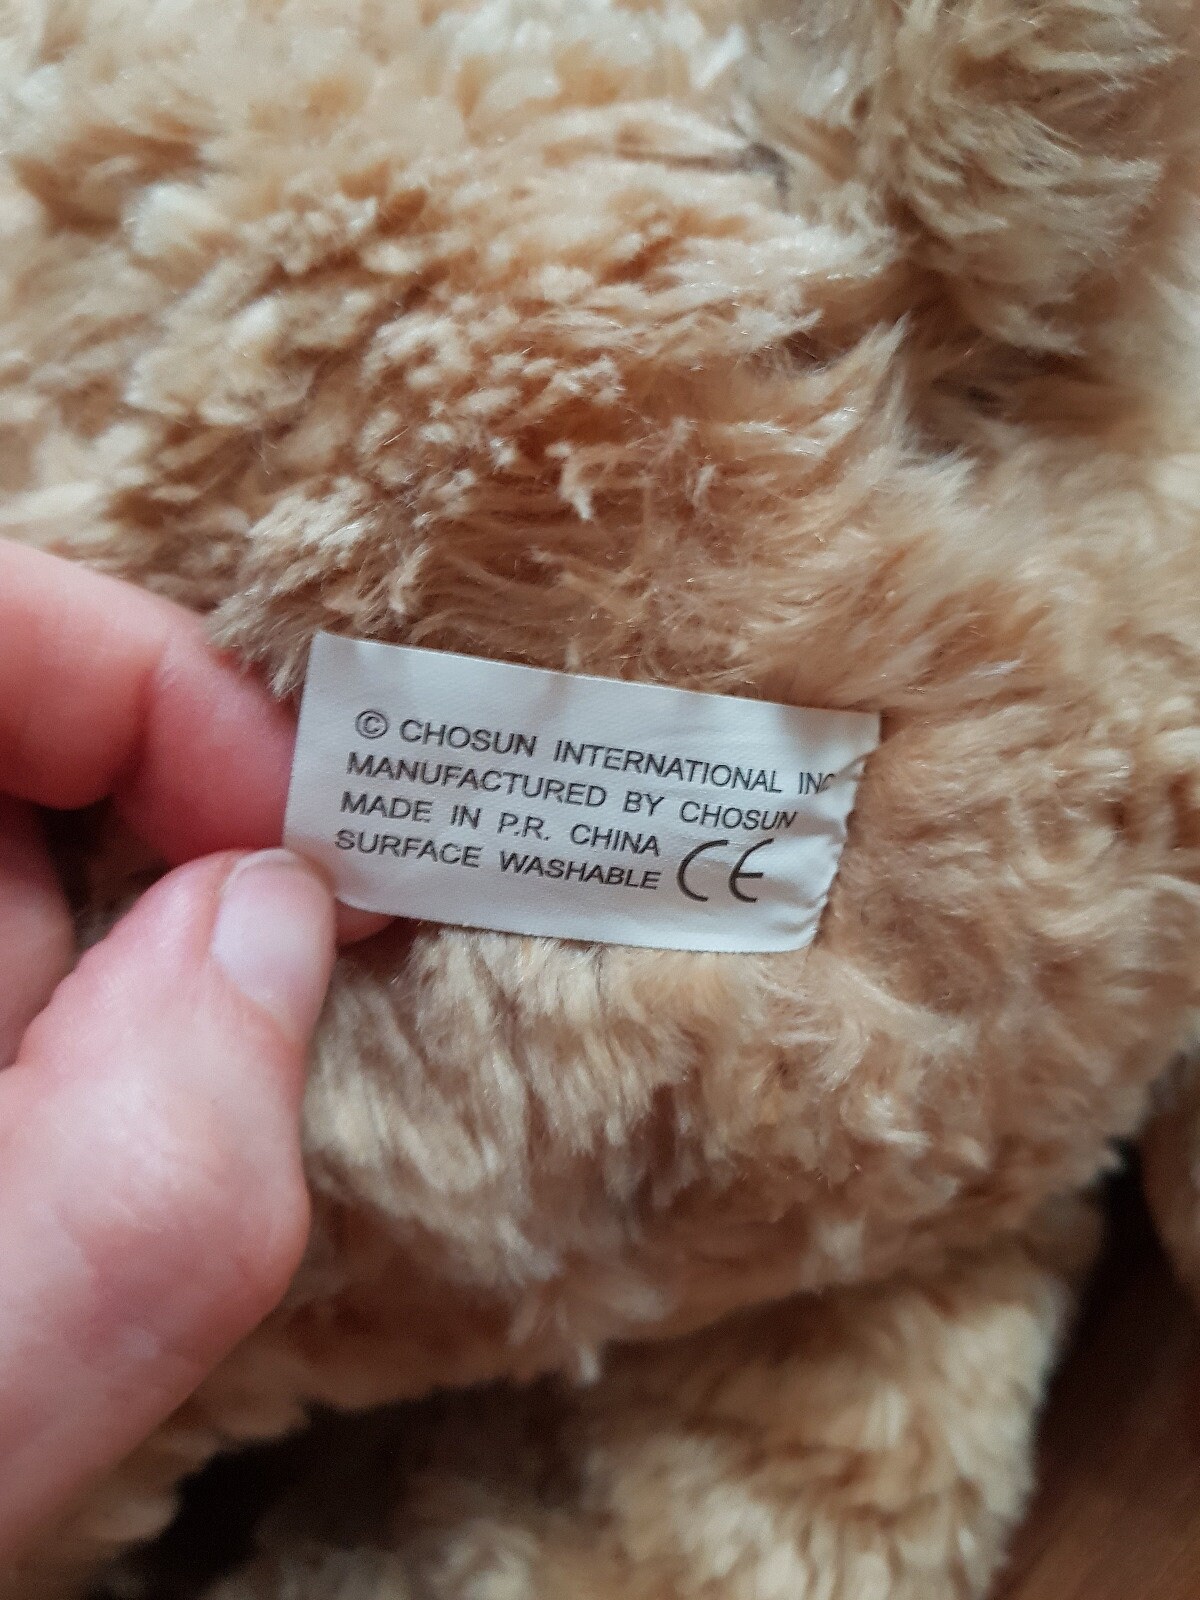 © CHOSUN INTERNATIONAL INC
MANUFACTURED BY CHOSUN
MADE IN P.R. CHINA
SURFACE WASHABLE CE